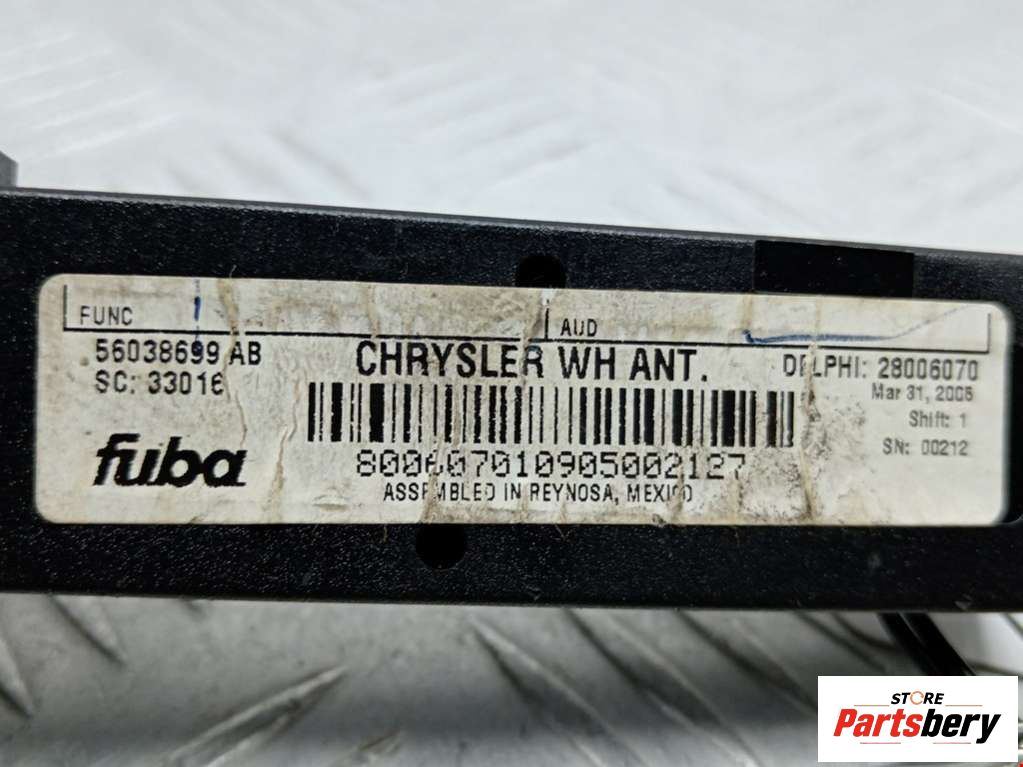 FUNC
AUD
56038699 AB
CHRYSLER WH ANT.
DELPHI: 28006070
SC: 33016
Mar 31, 2006
Shift: 1
SN: 00212
fuba
800607010905002127
ASSEMBLED IN REYNOSA, MEXICO
STORE
Partsbery